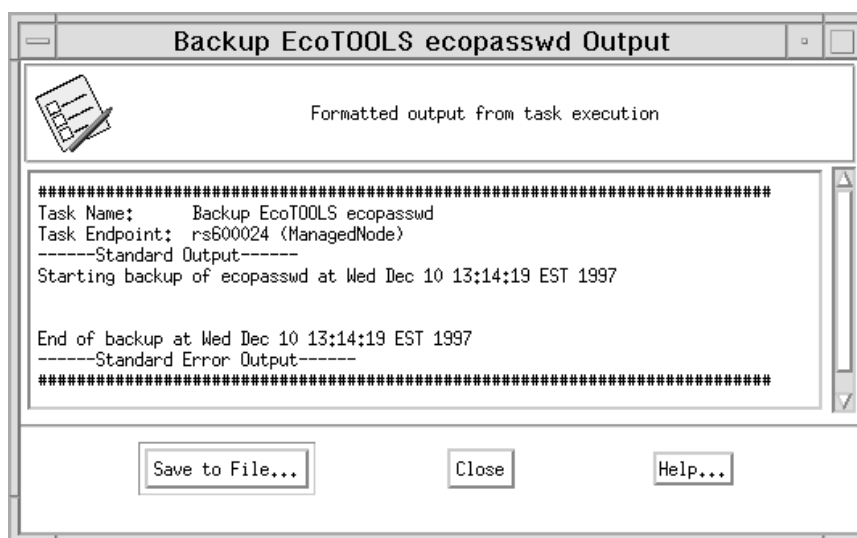 Backup EcoTOOLS ecopasswd Output
Formatted output from task execution
############################################################################
Task Name:      Backup EcoTOOLS ecopasswd
Task Endpoint:  rs600024 (ManagedNode)
------Standard Output------
Starting backup of ecopasswd at Wed Dec 10 13:14:19 EST 1997
End of backup at Wed Dec 10 13:14:19 EST 1997
------Standard Error Output------
############################################################################
Save to File...
Close
Help...